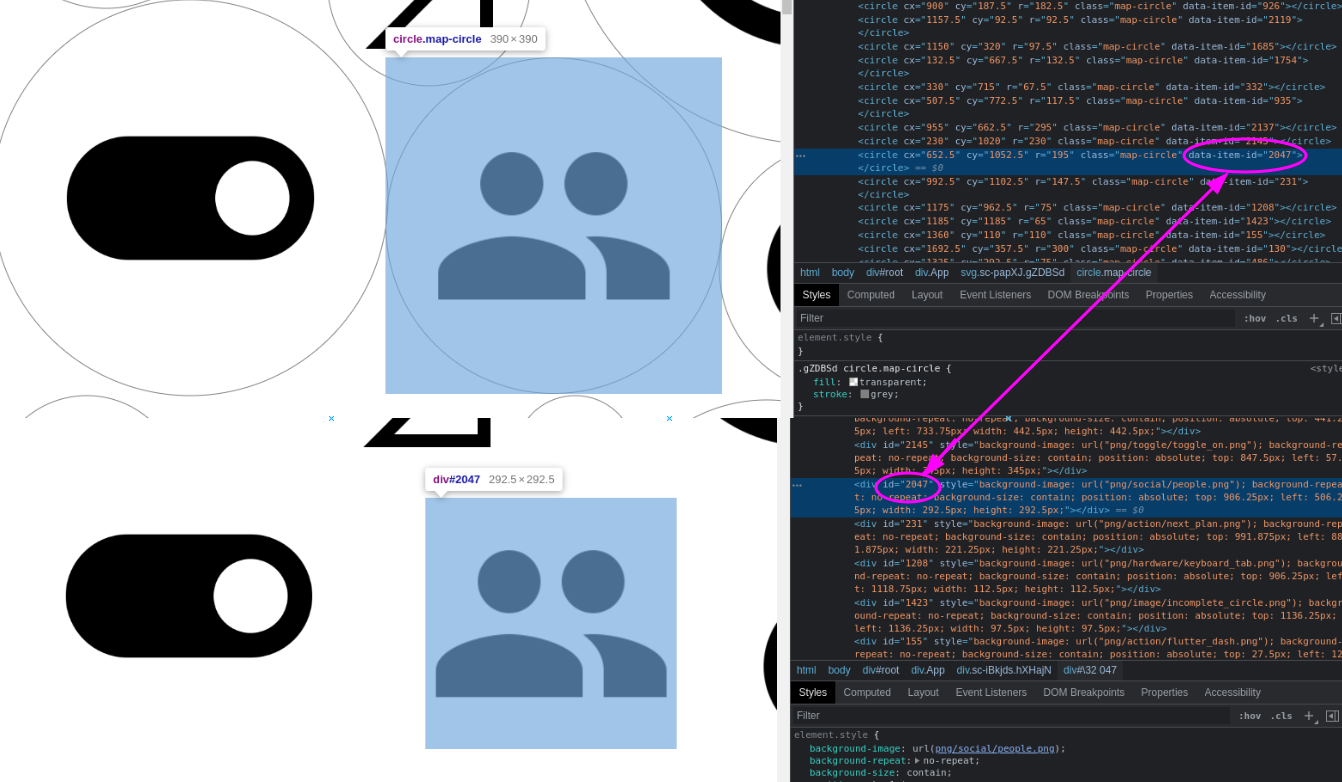 circle.map-circle 390 × 390
<circle cx="900" cy="187.5" r="182.5" class="map-circle" data-item-id="926"></circle>
<circle cx="1157.5" cy="92.5" r="92.5" class="map-circle" data-item-id="2119">
</circle>
<circle cx="1150" cy="320" r="97.5" class="map-circle" data-item-id="1685"></circle>
<circle cx="132.5" cy="667.5" r="132.5" class="map-circle" data-item-id="1754">
</circle>
<circle cx="330" cy="715" r="67.5" class="map-circle" data-item-id="332"></circle>
<circle cx="507.5" cy="772.5" r="117.5" class="map-circle" data-item-id="935">
</circle>
<circle cx="955" cy="662.5" r="295" class="map-circle" data-item-id="2137"></circle>
<circle cx="230" cy="1020" r="230" class="map-circle" data-item-id="2145"></circle>
<circle cx="652.5" cy="1052.5" r="195" class="map-circle" data-item-id="2047">
</circle> == $0
<circle cx="992.5" cy="1102.5" r="147.5" class="map-circle" data-item-id="231">
</circle>
<circle cx="1175" cy="962.5" r="75" class="map-circle" data-item-id="1208"></circle>
<circle cx="1185" cy="1185" r="65" class="map-circle" data-item-id="1423"></circle>
<circle cx="1360" cy="110" r="110" class="map-circle" data-item-id="155"></circle>
<circle cx="1692.5" cy="357.5" r="300" class="map-circle" data-item-id="130"></circle
html body div#root div.App svg.sc-papXJ.gZDBSd circle.map-circle
Styles Computed Layout Event Listeners DOM Breakpoints Properties Accessibility
Filter :hov .cls
element.style {
}
.gZDBSd circle.map-circle { <style
fill: transparent;
stroke: grey;
}
div#2047 292.5 × 292.5
5px; left: 733.75px; width: 442.5px; height: 442.5px;"></div>
<div id="2145" style="background-image: url("png/toggle/toggle_on.png"); background-re
peat: no-repeat; background-size: contain; position: absolute; top: 847.5px; left: 57.
5px; width: 345px; height: 345px;"></div>
<div id="2047" style="background-image: url("png/social/people.png"); background-repea
t: no-repeat; background-size: contain; position: absolute; top: 906.25px; left: 506.2
5px; width: 292.5px; height: 292.5px;"></div> == $0
<div id="231" style="background-image: url("png/action/next_plan.png"); background-rep
eat: no-repeat; background-size: contain; position: absolute; top: 991.875px; left: 88
1.875px; width: 221.25px; height: 221.25px;"></div>
<div id="1208" style="background-image: url("png/hardware/keyboard_tab.png"); backgrou
nd-repeat: no-repeat; background-size: contain; position: absolute; top: 906.25px; lef
t: 1118.75px; width: 112.5px; height: 112.5px;"></div>
<div id="1423" style="background-image: url("png/image/incomplete_circle.png"); backgr
ound-repeat: no-repeat; background-size: contain; position: absolute; top: 1136.25px;
left: 1136.25px; width: 97.5px; height: 97.5px;"></div>
<div id="155" style="background-image: url("png/action/flutter_dash.png"); background-
repeat: no-repeat; background-size: contain; position: absolute; top: 27.5px; left: 12
html body div#root div.App div.sc-iBkjds.hXHajN div#\32 047
Styles Computed Layout Event Listeners DOM Breakpoints Properties Accessibility
Filter :hov .cls
element.style {
background-image: url(png/social/people.png);
background-repeat: no-repeat;
background-size: contain;